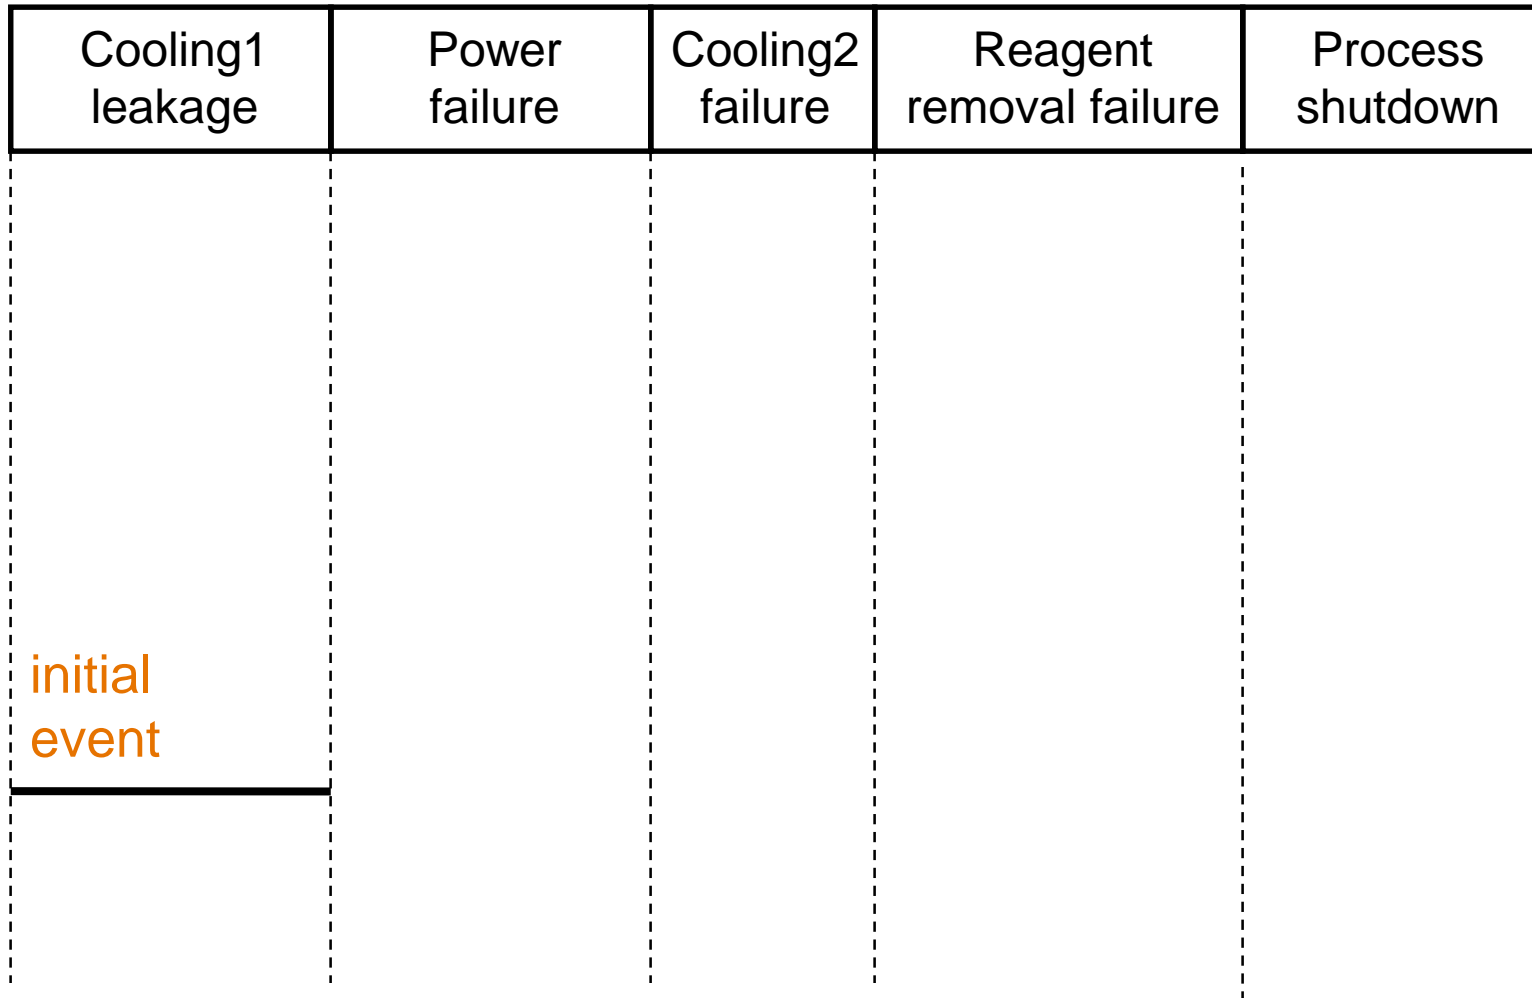 Cooling1
leakage
Power
failure
Cooling2
failure
Reagent
removal failure
Process
shutdown
initial
event